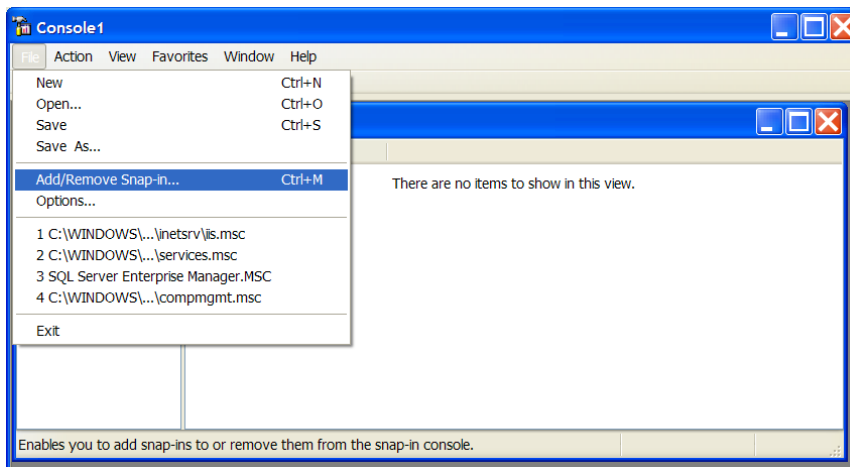 Console1
File Action View Favorites Window Help
New Ctrl+N
Open... Ctrl+O
Save Ctrl+S
Save As...
Add/Remove Snap-in... Ctrl+M
There are no items to show in this view.
Options...
1 C:\WINDOWS\...\inetsrv\iis.msc
2 C:\WINDOWS\...\services.msc
3 SQL Server Enterprise Manager.MSC
4 C:\WINDOWS\...\compmgmt.msc
Exit
Enables you to add snap-ins to or remove them from the snap-in console.